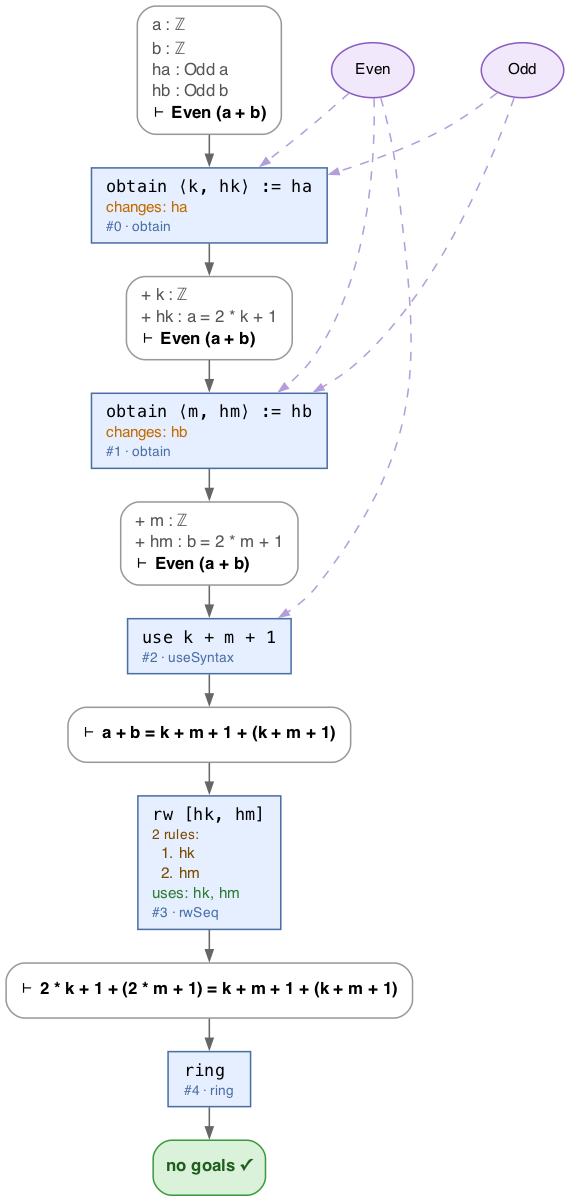 a : ℤ
b : ℤ
ha : Odd a
hb : Odd b
⊢ Even (a + b)
Even
Odd
obtain ⟨k, hk⟩ := ha
changes: ha
#0 · obtain
+ k : ℤ
+ hk : a = 2 * k + 1
⊢ Even (a + b)
obtain ⟨m, hm⟩ := hb
changes: hb
#1 · obtain
+ m : ℤ
+ hm : b = 2 * m + 1
⊢ Even (a + b)
use k + m + 1
#2 · useSyntax
⊢ a + b = k + m + 1 + (k + m + 1)
rw [hk, hm]
2 rules:
1. hk
2. hm
uses: hk, hm
#3 · rwSeq
⊢ 2 * k + 1 + (2 * m + 1) = k + m + 1 + (k + m + 1)
ring
#4 · ring
no goals ✓